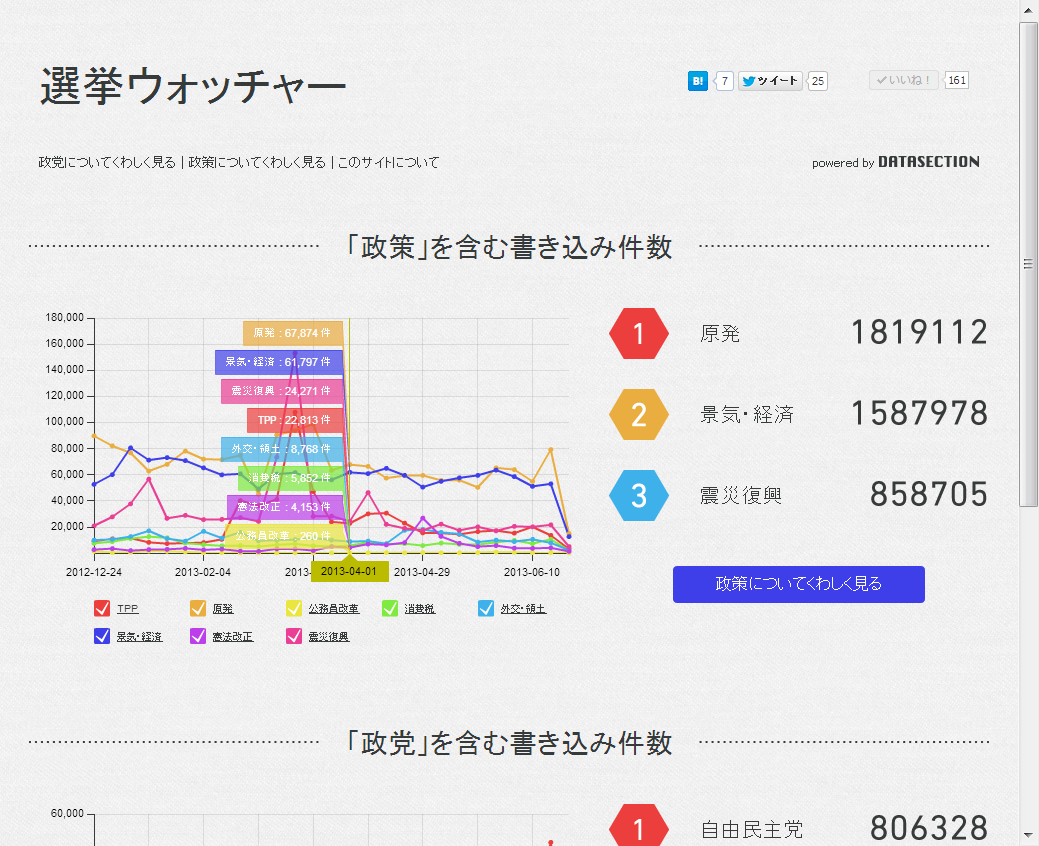 選挙ウォッチャー
B! 7 ツイート 25 いいね! 161
政党についてくわしく見る | 政策についてくわしく見る | このサイトについて
powered by DATASECTION
「政策」を含む書き込み件数
180,000
160,000
140,000
120,000
100,000
80,000
60,000
40,000
20,000
原発 : 67,874 件
景気・経済 : 61,797 件
震災復興 : 24,271 件
TPP : 22,813 件
外交・領土 : 8,768 件
消費税 : 5,852 件
憲法改正 : 4,153 件
公務員改革 : 260 件
2012-12-24 2013-02-04 2013- 2013-04-01 2013-04-29 2013-06-10
TPP 原発 公務員改革 消費税 外交・領土
景気・経済 憲法改正 震災復興
1 原発 1819112
2 景気・経済 1587978
3 震災復興 858705
政策についてくわしく見る
「政党」を含む書き込み件数
60,000
1 自由民主党 806328